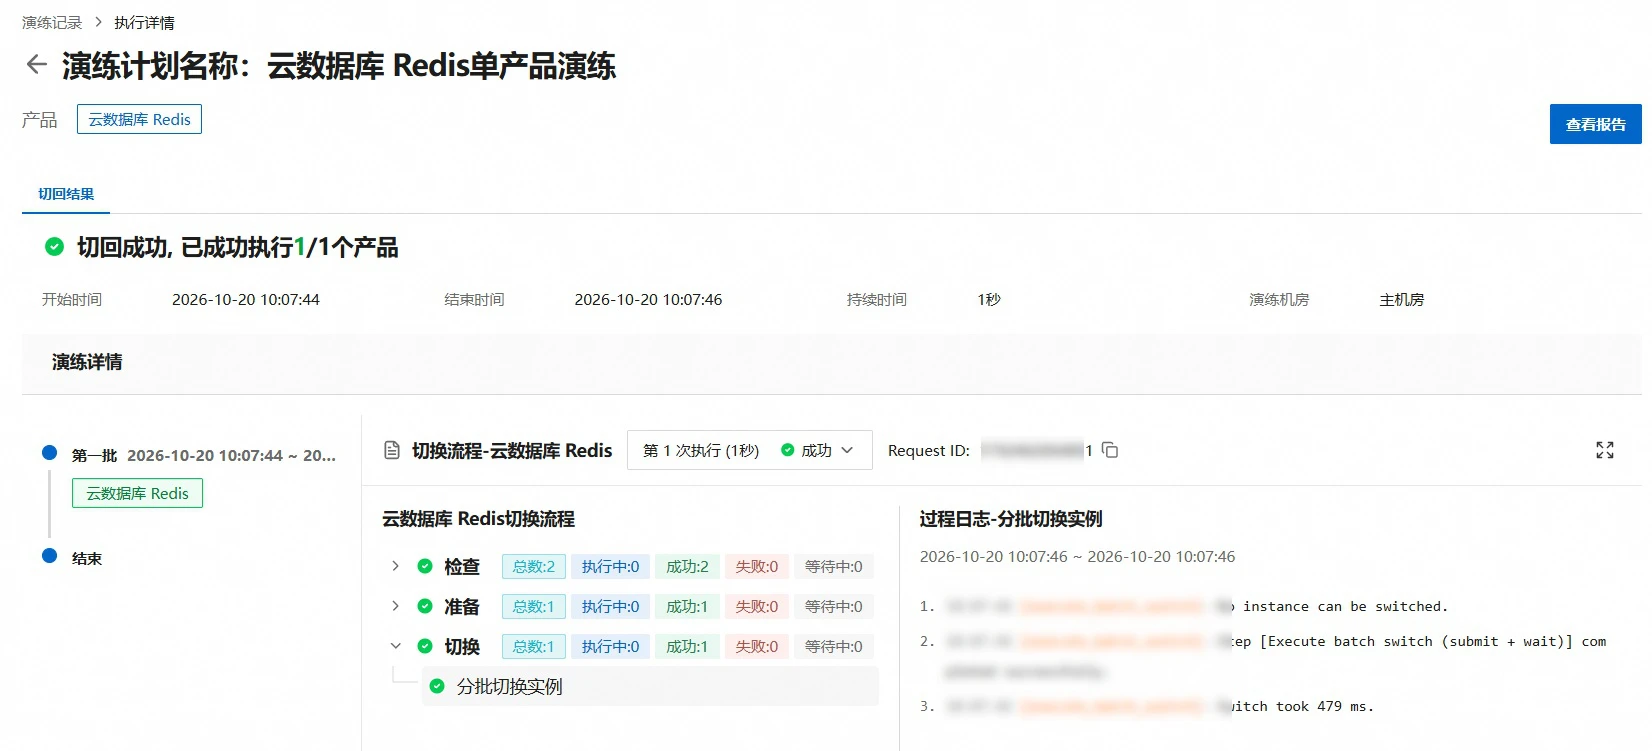 演练记录 > 执行详情
← 演练计划名称：云数据库 Redis单产品演练
产品 云数据库 Redis
查看报告
切回结果
切回成功, 已成功执行1/1个产品
开始时间 2026-10-20 10:07:44 结束时间 2026-10-20 10:07:46 持续时间 1秒 演练机房 主机房
演练详情
第一批 2026-10-20 10:07:44 ~ 20...
云数据库 Redis
结束
切换流程-云数据库 Redis 第 1 次执行 (1秒) 成功 Request ID: 1
云数据库 Redis切换流程
检查 总数:2 执行中:0 成功:2 失败:0 等待中:0
准备 总数:1 执行中:0 成功:1 失败:0 等待中:0
切换 总数:1 执行中:0 成功:1 失败:0 等待中:0
分批切换实例
过程日志-分批切换实例
2026-10-20 10:07:46 ~ 2026-10-20 10:07:46
1. instance can be switched.
2. [Execute batch switch (submit + wait)] com
3. took 479 ms.